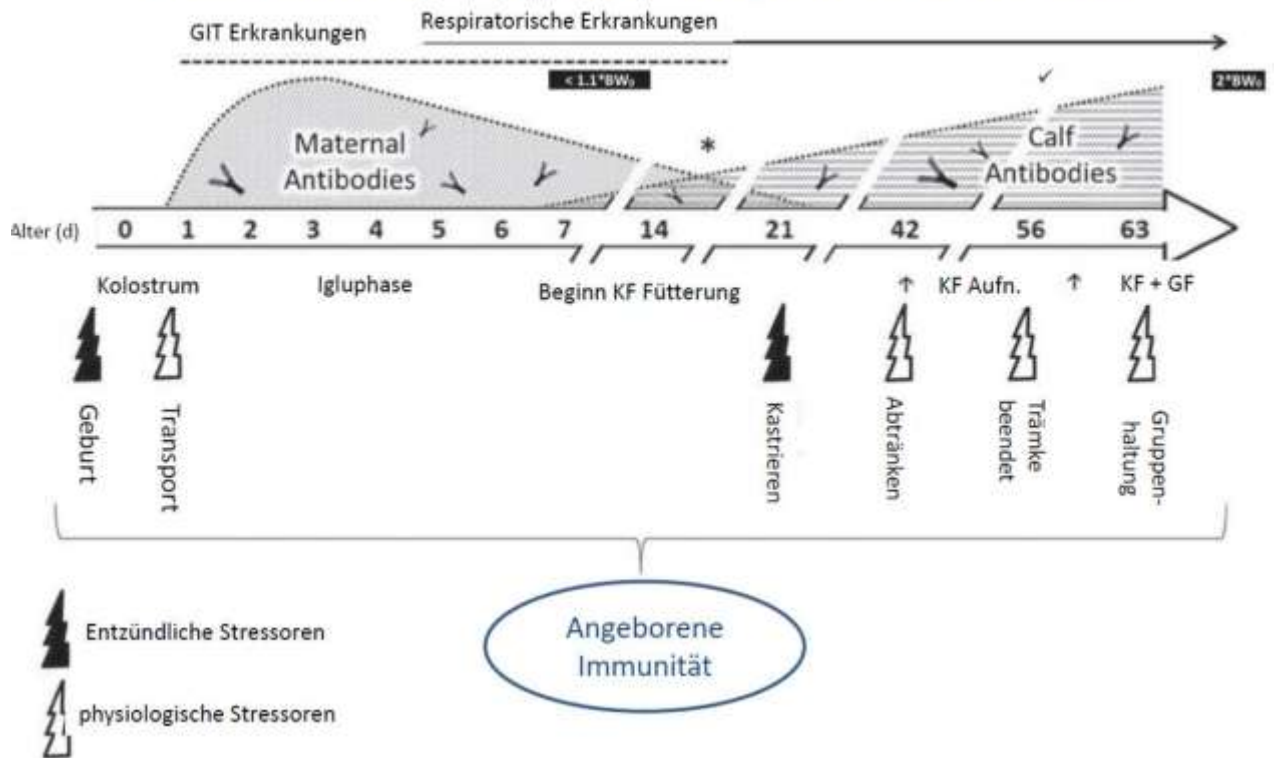 GIT Erkrankungen
Respiratorische Erkrankungen
< 1.1*BW₀
✓
2*BW₀
Maternal
Antibodies
*
Calf
Antibodies
Alter (d) 0 1 2 3 4 5 6 7 14 21 42 56 63
Kolostrum
Igluphase
Beginn KF Fütterung
↑ KF Aufn. ↑
KF + GF
Geburt
Transport
Kastrieren
Abtränken
Trämke
beendet
Gruppen-
haltung
Angeborene
Immunität
Entzündliche Stressoren
physiologische Stressoren